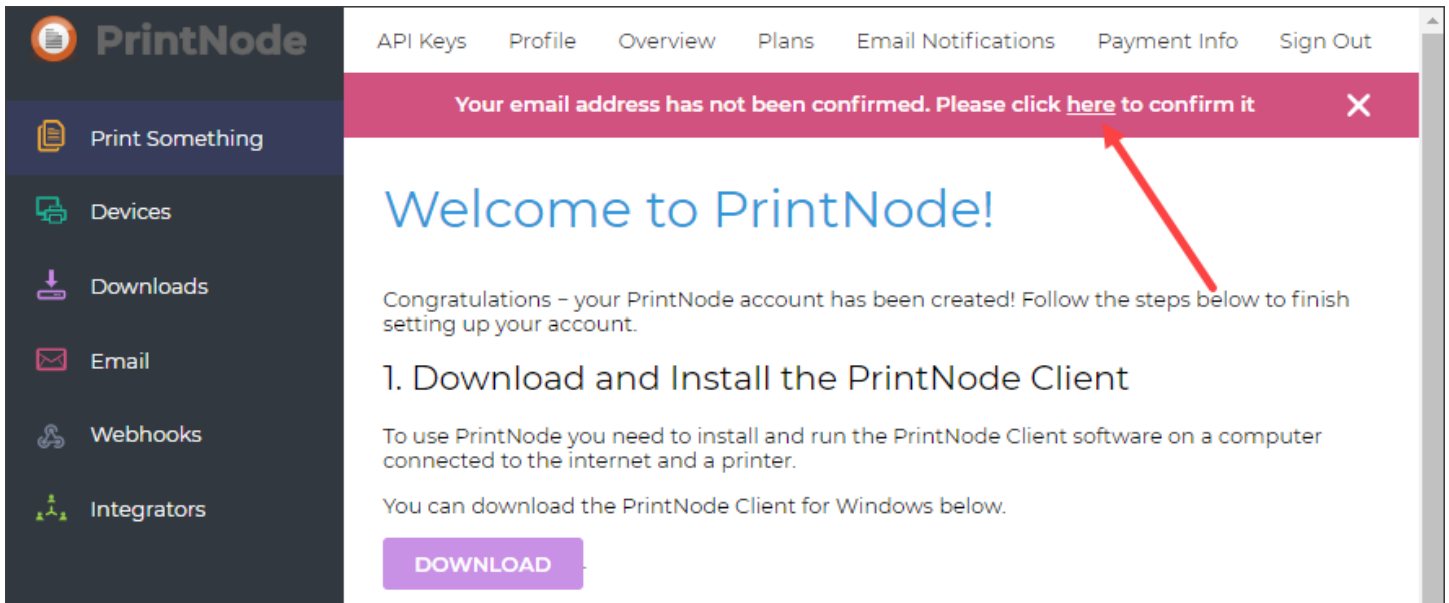 PrintNode
API Keys Profile Overview Plans Email Notifications Payment Info Sign Out
Your email address has not been confirmed. Please click here to confirm it
Print Something
Devices
Downloads
Email
Webhooks
Integrators
Welcome to PrintNode!
Congratulations – your PrintNode account has been created! Follow the steps below to finish
setting up your account.
1. Download and Install the PrintNode Client
To use PrintNode you need to install and run the PrintNode Client software on a computer
connected to the internet and a printer.
You can download the PrintNode Client for Windows below.
DOWNLOAD